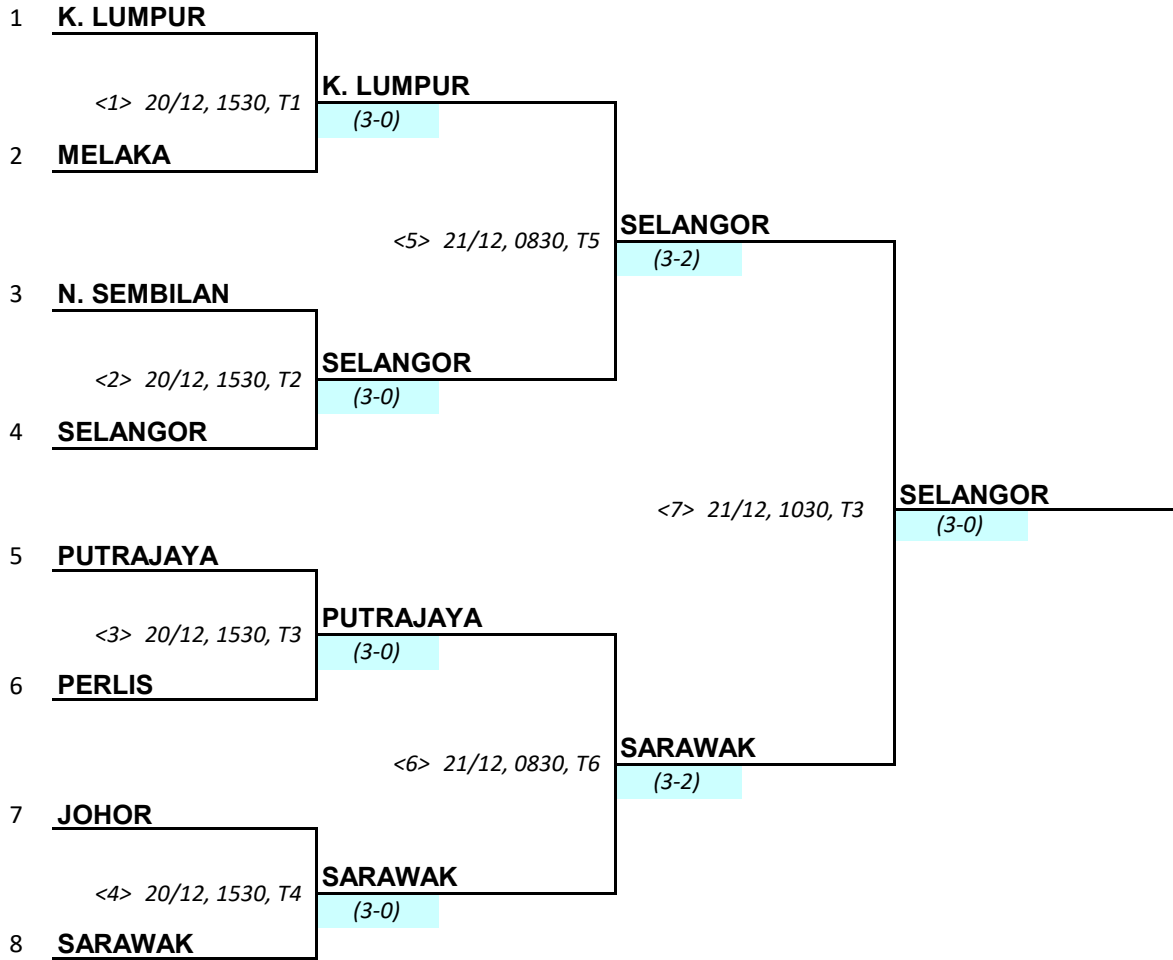 1 K. LUMPUR
<1> 20/12, 1530, T1
K. LUMPUR
(3-0)
2 MELAKA
<5> 21/12, 0830, T5
SELANGOR
(3-2)
3 N. SEMBILAN
<2> 20/12, 1530, T2
SELANGOR
(3-0)
4 SELANGOR
<7> 21/12, 1030, T3
SELANGOR
(3-0)
5 PUTRAJAYA
<3> 20/12, 1530, T3
PUTRAJAYA
(3-0)
6 PERLIS
<6> 21/12, 0830, T6
SARAWAK
(3-2)
7 JOHOR
<4> 20/12, 1530, T4
SARAWAK
(3-0)
8 SARAWAK